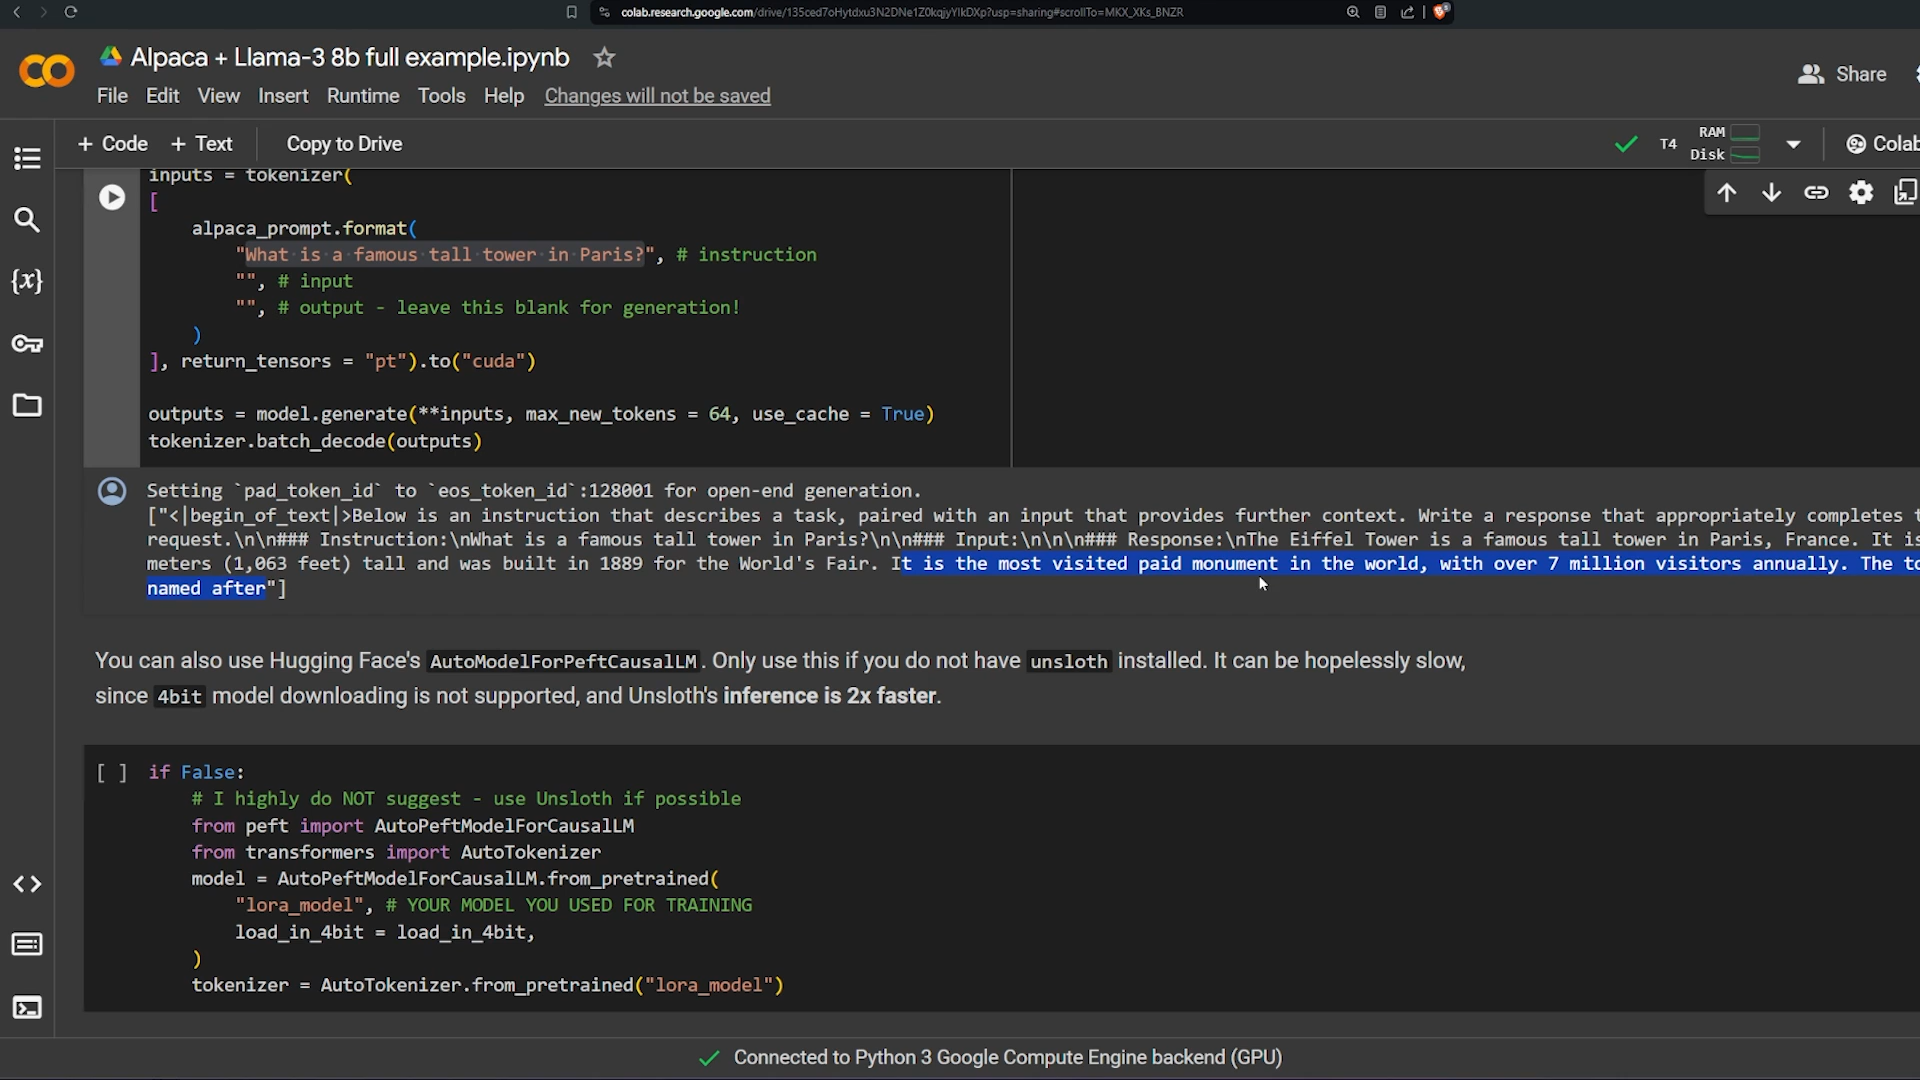 colab.research.google.com/drive/135ced7oHytdxu3N2DNe1Z0kqjyYlkDXp?usp=sharing#scrollTo=MKX_XKs_BNZR
Alpaca + Llama-3 8b full example.ipynb
File Edit View Insert Runtime Tools Help Changes will not be saved
Share
+ Code + Text Copy to Drive
T4 RAM
Disk
Colab
inputs = tokenizer(
[
alpaca_prompt.format(
"What is a famous tall tower in Paris?", # instruction
"", # input
"", # output - leave this blank for generation!
)
], return_tensors = "pt").to("cuda")
outputs = model.generate(**inputs, max_new_tokens = 64, use_cache = True)
tokenizer.batch_decode(outputs)
Setting `pad_token_id` to `eos_token_id`:128001 for open-end generation.
["<|begin_of_text|>Below is an instruction that describes a task, paired with an input that provides further context. Write a response that appropriately completes t
request.\n\n### Instruction:\nWhat is a famous tall tower in Paris?\n\n### Input:\n\n\n### Response:\nThe Eiffel Tower is a famous tall tower in Paris, France. It is
meters (1,063 feet) tall and was built in 1889 for the World's Fair. It is the most visited paid monument in the world, with over 7 million visitors annually. The to
named after"]
You can also use Hugging Face's AutoModelForPeftCausalLM. Only use this if you do not have unsloth installed. It can be hopelessly slow,
since 4bit model downloading is not supported, and Unsloth's inference is 2x faster.
[ ] if False:
# I highly do NOT suggest - use Unsloth if possible
from peft import AutoPeftModelForCausalLM
from transformers import AutoTokenizer
model = AutoPeftModelForCausalLM.from_pretrained(
"lora_model", # YOUR MODEL YOU USED FOR TRAINING
load_in_4bit = load_in_4bit,
)
tokenizer = AutoTokenizer.from_pretrained("lora_model")
Connected to Python 3 Google Compute Engine backend (GPU)